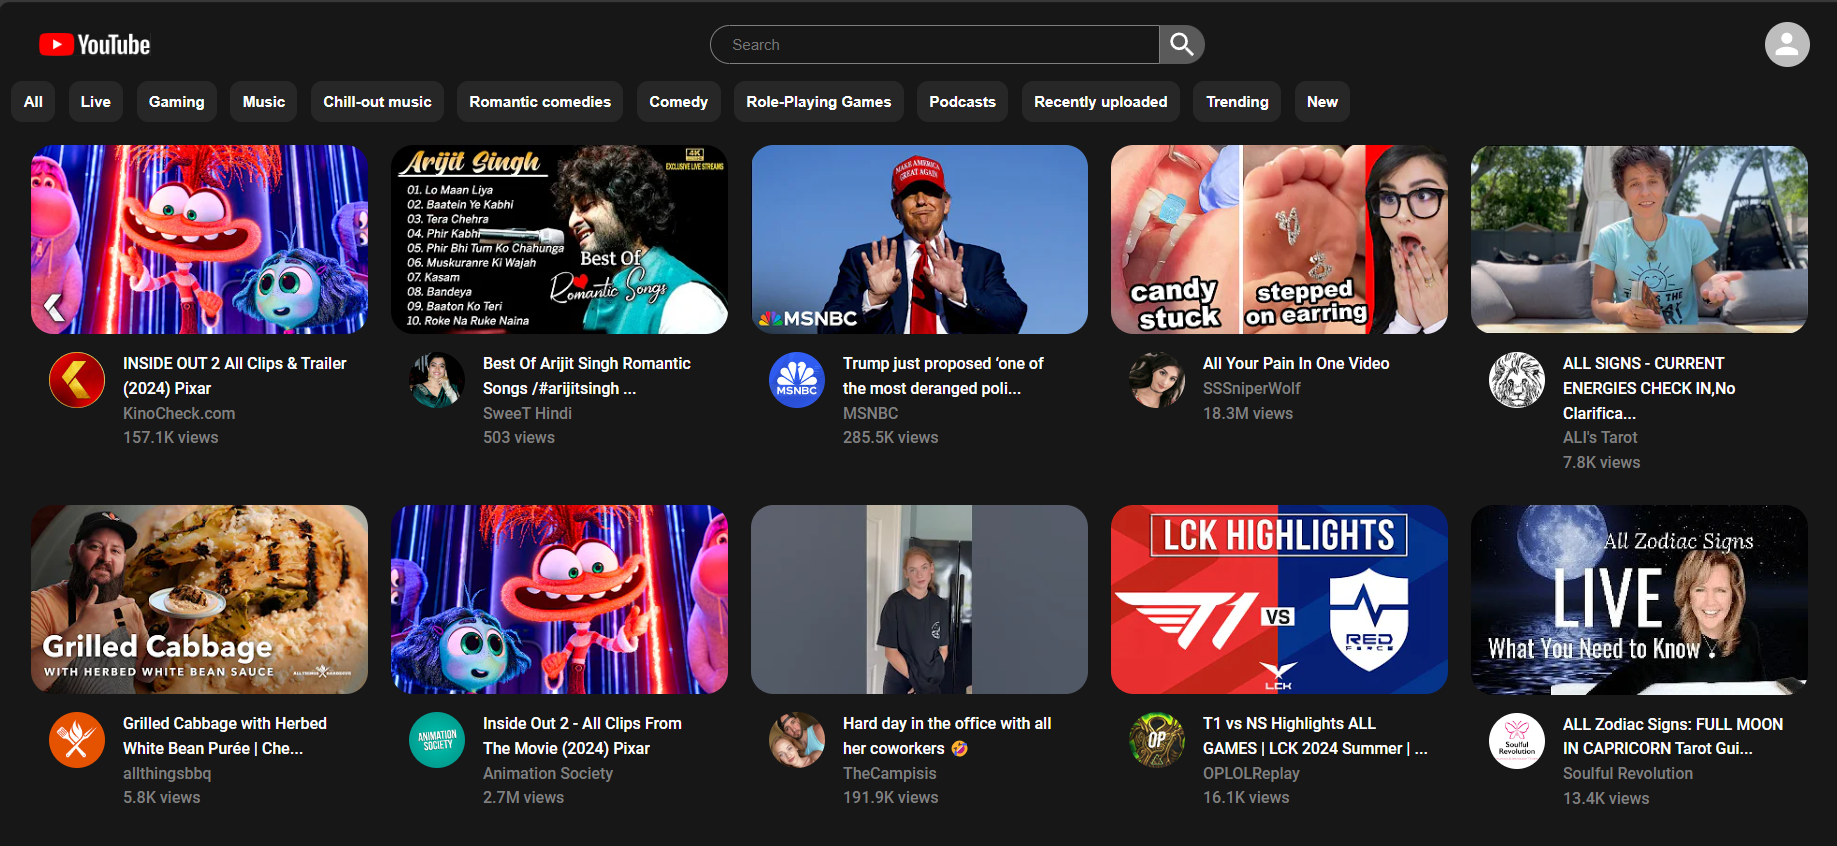 YouTube
Search
All
Live
Gaming
Music
Chill-out music
Romantic comedies
Comedy
Role-Playing Games
Podcasts
Recently uploaded
Trending
New
Arijit Singh
4K
EXCLUSIVE LIVE STREAMS
01. Lo Maan Liya
02. Baatein Ye Kabhi
03. Tera Chehra
04. Phir Kabhi
05. Phir Bhi Tum Ko Chahunga
06. Muskuranre Ki Wajah
07. Kasam
08. Bandeya
09. Baaton Ko Teri
10. Roke Na Ruke Naina
Best Of
Romantic Songs
MAKE AMERICA
GREAT AGAIN
MSNBC
candy
stuck
stepped
on earring
INSIDE OUT 2 All Clips & Trailer
(2024) Pixar
KinoCheck.com
157.1K views
Best Of Arijit Singh Romantic
Songs /#arijitsingh ...
SweeT Hindi
503 views
MSNBC
Trump just proposed ‘one of
the most deranged poli...
MSNBC
285.5K views
All Your Pain In One Video
SSSniperWolf
18.3M views
ALL SIGNS - CURRENT
ENERGIES CHECK IN,No
Clarifica...
ALI's Tarot
7.8K views
Grilled Cabbage
WITH HERBED WHITE BEAN SAUCE
LCK HIGHLIGHTS
T1
VS
RED
FORCE
LCK
All Zodiac Signs
LIVE
What You Need to Know .
Grilled Cabbage with Herbed
White Bean Purée | Che...
allthingsbbq
5.8K views
ANIMATION
SOCIETY
Inside Out 2 - All Clips From
The Movie (2024) Pixar
Animation Society
2.7M views
Hard day in the office with all
her coworkers 🤣
TheCampisis
191.9K views
OP
T1 vs NS Highlights ALL
GAMES | LCK 2024 Summer | ...
OPLOLReplay
16.1K views
Soulful
Revolution
ALL Zodiac Signs: FULL MOON
IN CAPRICORN Tarot Gui...
Soulful Revolution
13.4K views